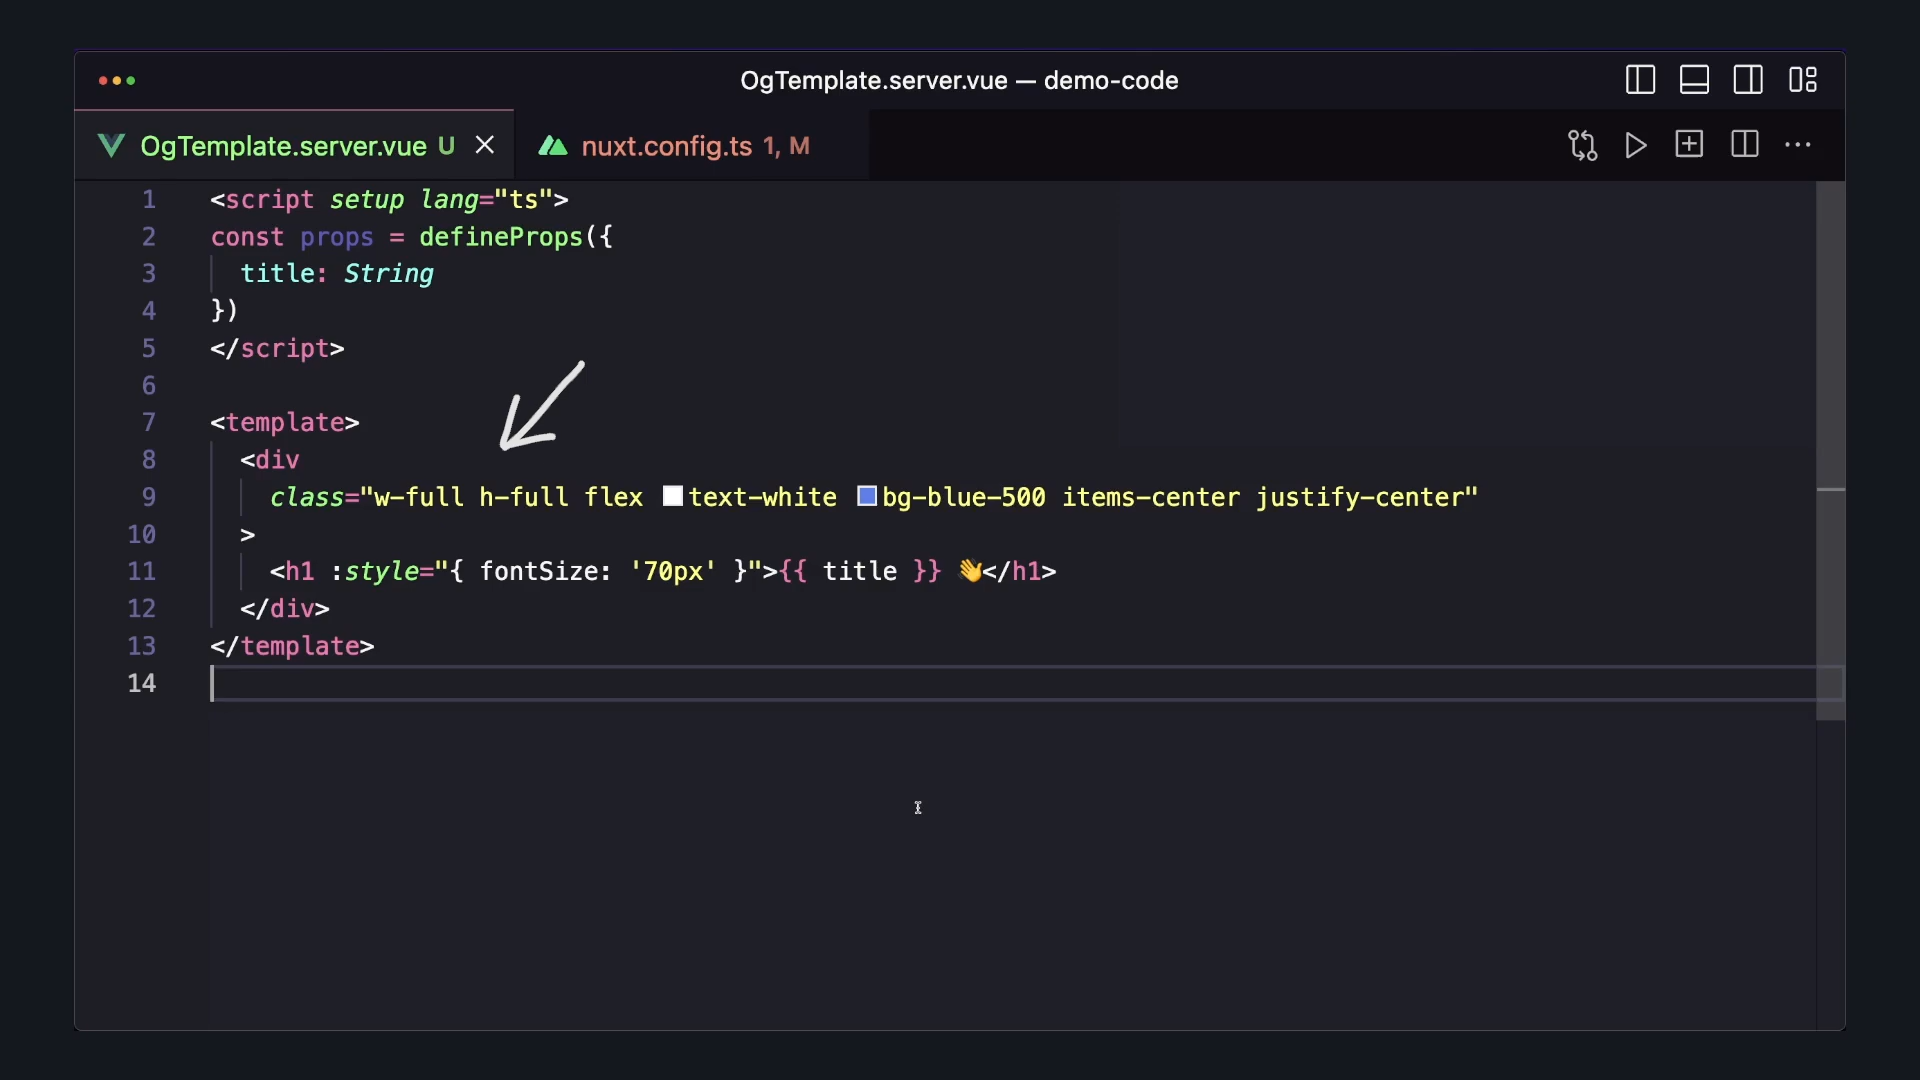 OgTemplate.server.vue — demo-code
OgTemplate.server.vue U
nuxt.config.ts 1, M
1 <script setup lang="ts">
2 const props = defineProps({
3 title: String
4 })
5 </script>
6
7 <template>
8 <div
9 class="w-full h-full flex text-white bg-blue-500 items-center justify-center"
10 >
11 <h1 :style="{ fontSize: '70px' }">{{ title }} 👋</h1>
12 </div>
13 </template>
14